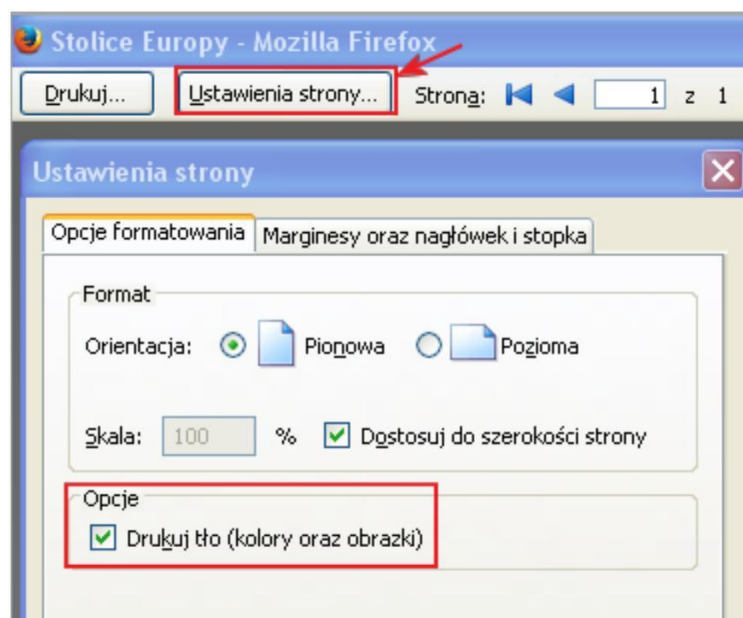 Stolice Europy - Mozilla Firefox
Drukuj... Ustawienia strony... Strona: 1 z 1
Ustawienia strony
Opcje formatowania Marginesy oraz nagłówek i stopka
Format
Orientacja: Pionowa Pozioma
Skala: 100 % Dostosuj do szerokości strony
Opcje
Drukuj tło (kolory oraz obrazki)